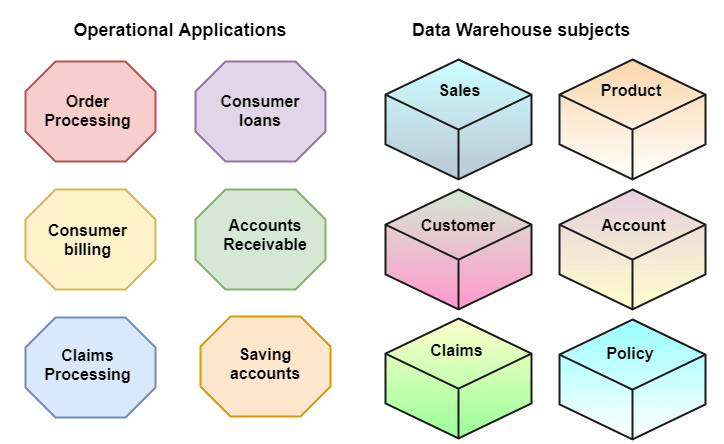 Operational Applications
Data Warehouse subjects
Order
Processing
Consumer
loans
Sales
Product
Consumer
billing
Accounts
Receivable
Customer
Account
Claims
Processing
Saving
accounts
Claims
Policy